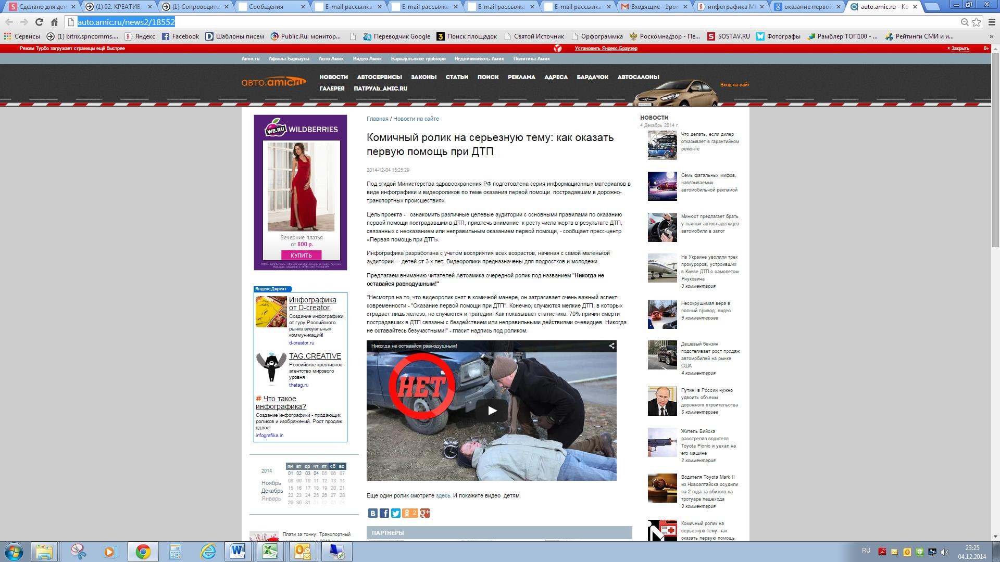 Сделано для дет
(1) 02. КРЕАТИВ,
(1) Сопроводите
Сообщения
E-mail рассылка
E-mail рассылка
E-mail рассылка
E-mail рассылка
Входящие - 1pon
инфографика Ми
оказание первой
auto.amic.ru - Ко
auto.amic.ru/news2/18552
Сервисы
(1) bitrix.spncomms....
Яндекс
Facebook
Шаблоны писем
Public.Ru: монитор...
Переводчик Google
Поиск площадок
Святой Источник
Орфограммка
Роскомнадзор - Пе...
SOSTAV.RU
Фотографы
Рамблер ТОП100 - ...
Рейтинги СМИ и и...
»
Режим Турбо загружает страницы ещё быстрее
Установить Яндекс.Браузер
× Закрыть
0+
Amic.ru
Афиша Барнаула
Авто Амик
Видео Амик
Барнаульское турбюро
Недвижимость Амик
Политика Амик
авто.amic.ru
НОВОСТИ
АВТОСЕРВИСЫ
ЗАКОНЫ
СТАТЬИ
ПОИСК
РЕКЛАМА
АДРЕСА
БАРДАЧОК
АВТОСАЛОНЫ
ГАЛЕРЕЯ
ПАТРУЛЬ_AMIC.RU
Вход на сайт
WB.RU WILDBERRIES
Вечерние платья
от 800 р.
КУПИТЬ
Яндекс.Директ
Инфографика
от D-creator
Создание инфографики
от гуру Российского
рынка визуальных
коммуникаций!
d-creator.ru
TAG.CREATIVE
Российское креативное
агентство мирового
уровня
thetag.ru
# Что такое
инфографика?
Создание инфографики - продающих
роликов и изображений. Рост продаж
вдвое!
infografika.in
2014
Ноябрь
Декабрь
Январь
пн вт ср чт пт сб вс
01 02 03 04 05 06 07
08 09 10 11 12 13 14
15 16 17 18 19 20 21
22 23 24 25 26 27 28
29 30 31 01 02 03 04
Плати за тонну: Транспортный
Главная / Новости на сайте
Комичный ролик на серьезную тему: как оказать
первую помощь при ДТП
2014-12-04 15:25:29
Под эгидой Министерства здравоохранения РФ подготовлена серия информационных материалов в
виде инфографики и видеороликов по теме оказания первой помощи пострадавшим в дорожно-
транспортных происшествиях.
Цель проекта - ознакомить различные целевые аудитории с основными правилами по оказанию
первой помощи пострадавшим в ДТП, привлечь внимание к росту числа жертв в результате ДТП,
связанных с неоказанием или неправильным оказанием первой помощи, - сообщает пресс-центр
«Первая помощь при ДТП».
Инфографика разработана с учетом восприятия всех возрастов, начиная с самой маленькой
аудитории – детей от 3-х лет. Видеоролики предназначены для подростков и молодежи.
Предлагаем вниманию читателей Автоамика очередной ролик под названием "Никогда не
оставайся равнодушным!"
"Несмотря на то, что видеоролик снят в комичной манере, он затрагивает очень важный аспект
современности - "Оказание первой помощи при ДТП". Конечно, случаются мелкие ДТП, в которых
страдает лишь железо, но случаются и трагедии. Как показывает статистика: 70% причин смерти
пострадавших в ДТП связаны с бездействием или неправильными действиями очевидцев. Никогда
не оставайтесь безучастными!" - гласит надпись под роликом.
Никогда не оставайся равнодушным!
НЕТ
Еще один ролик смотрите здесь. И покажите видео детям.
2
ПАРТНЁРЫ
НОВОСТИ
4 Декабрь 2014 г.
Что делать, если дилер
отказывает в гарантийном
ремонте
Семь фатальных мифов,
навязываемых
автомобильной рекламой
Минюст предлагает брать
у пьяных автовладельцев
автомобили в залог
На Украине уволили трех
прокуроров, устроивших
в Киеве ДТП с самолетом
Януковича
3 комментария
Несокрушимая вера в
полный привод: видео
9 комментариев
Дешевый бензин
подстегивает рост продаж
автомобилей на рынке
США
4 комментария
Путин: в России нужно
удвоить объемы
дорожного строительства
6 комментариев
Житель Бийска
расстрелял водителя
Toyota Picnic и уехал на
его машине
2 комментария
Водителя Toyota Mark II
из Новоалтайска осудили
на 2 года за сбитого на
тротуаре пешехода
3 комментария
Комичный ролик на
серьезную тему: как
оказать первую помощь
RU
23:25
04.12.2014